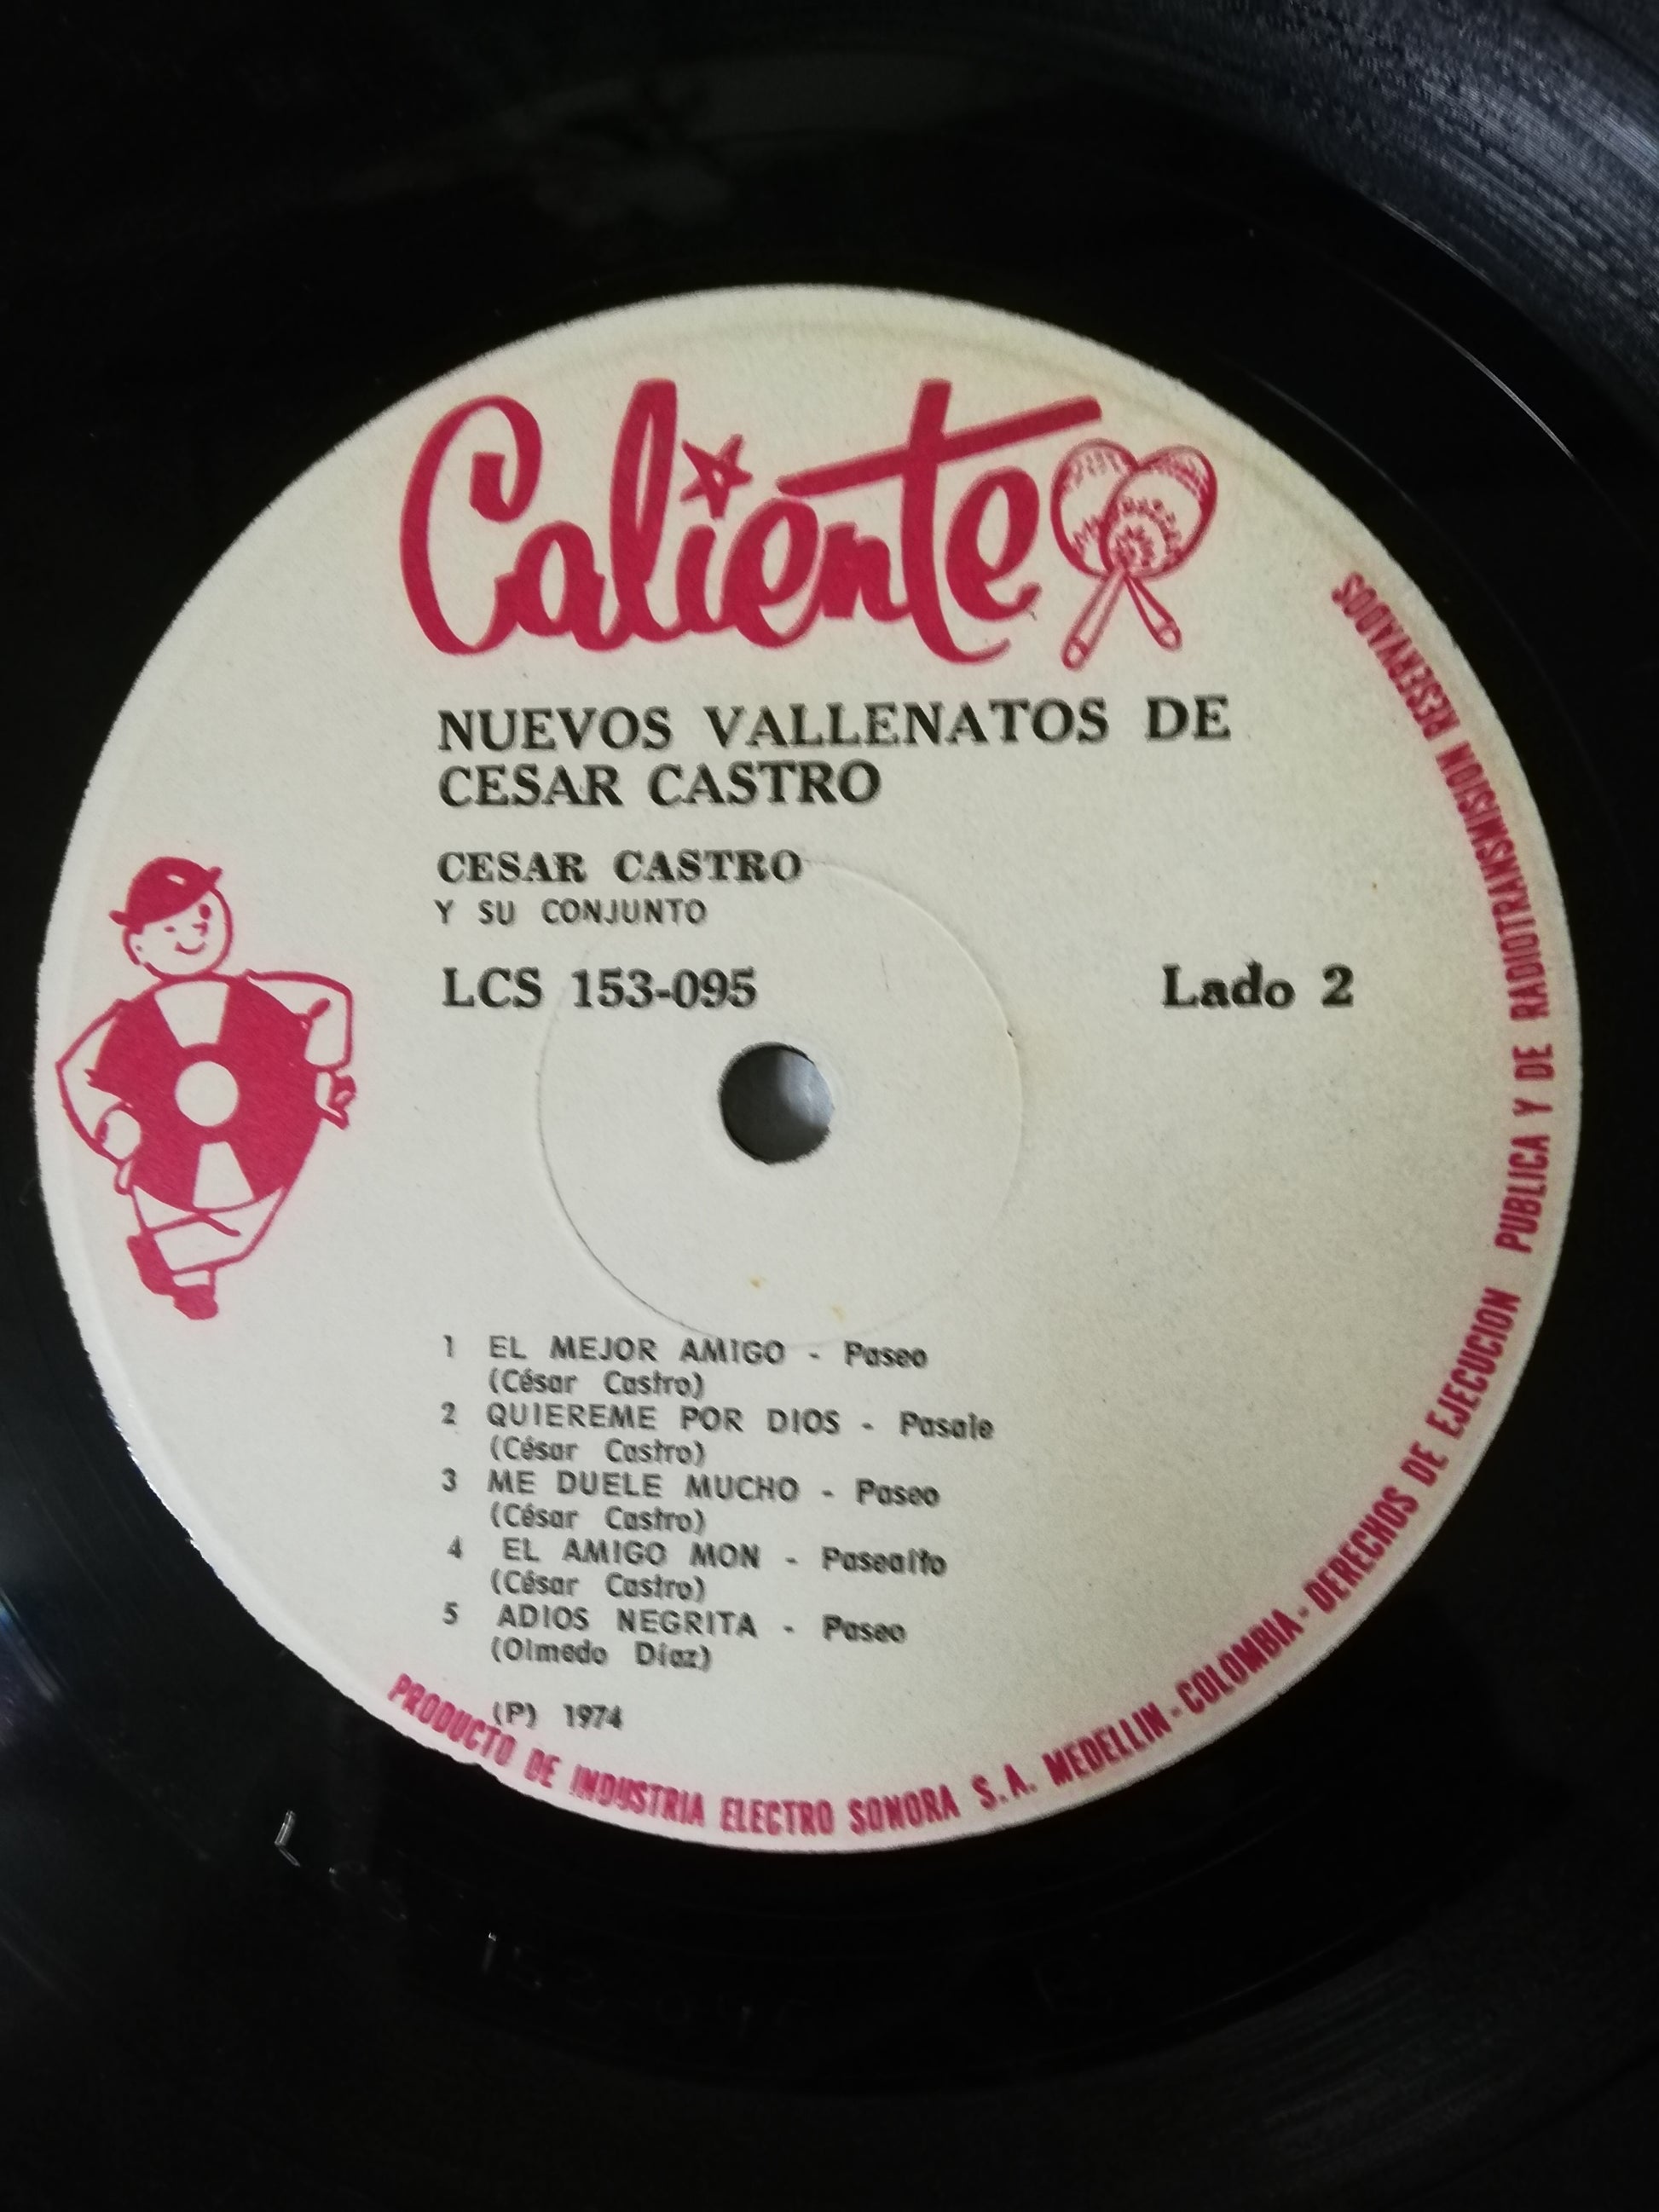 Caliente
NUEVOS VALLENATOS DE
CESAR CASTRO
CESAR CASTRO
Y SU CONJUNTO
LCS 153-095 Lado 2
1 EL MEJOR AMIGO - Paseo
(César Castro)
2 QUIEREME POR DIOS - Pasaie
(César Castro)
3 ME DUELE MUCHO - Paseo
(César Castro)
4 EL AMIGO MON - Paseaito
(César Castro)
5 ADIOS NEGRITA - Paseo
(Olmedo Díaz)
(P) 1974
PRODUCTO DE INDUSTRIA ELECTRO SONORA S.A. MEDELLIN - COLOMBIA - DERECHOS DE EJECUCION PUBLICA Y DE RADIOTRANSMISION RESERVADOS